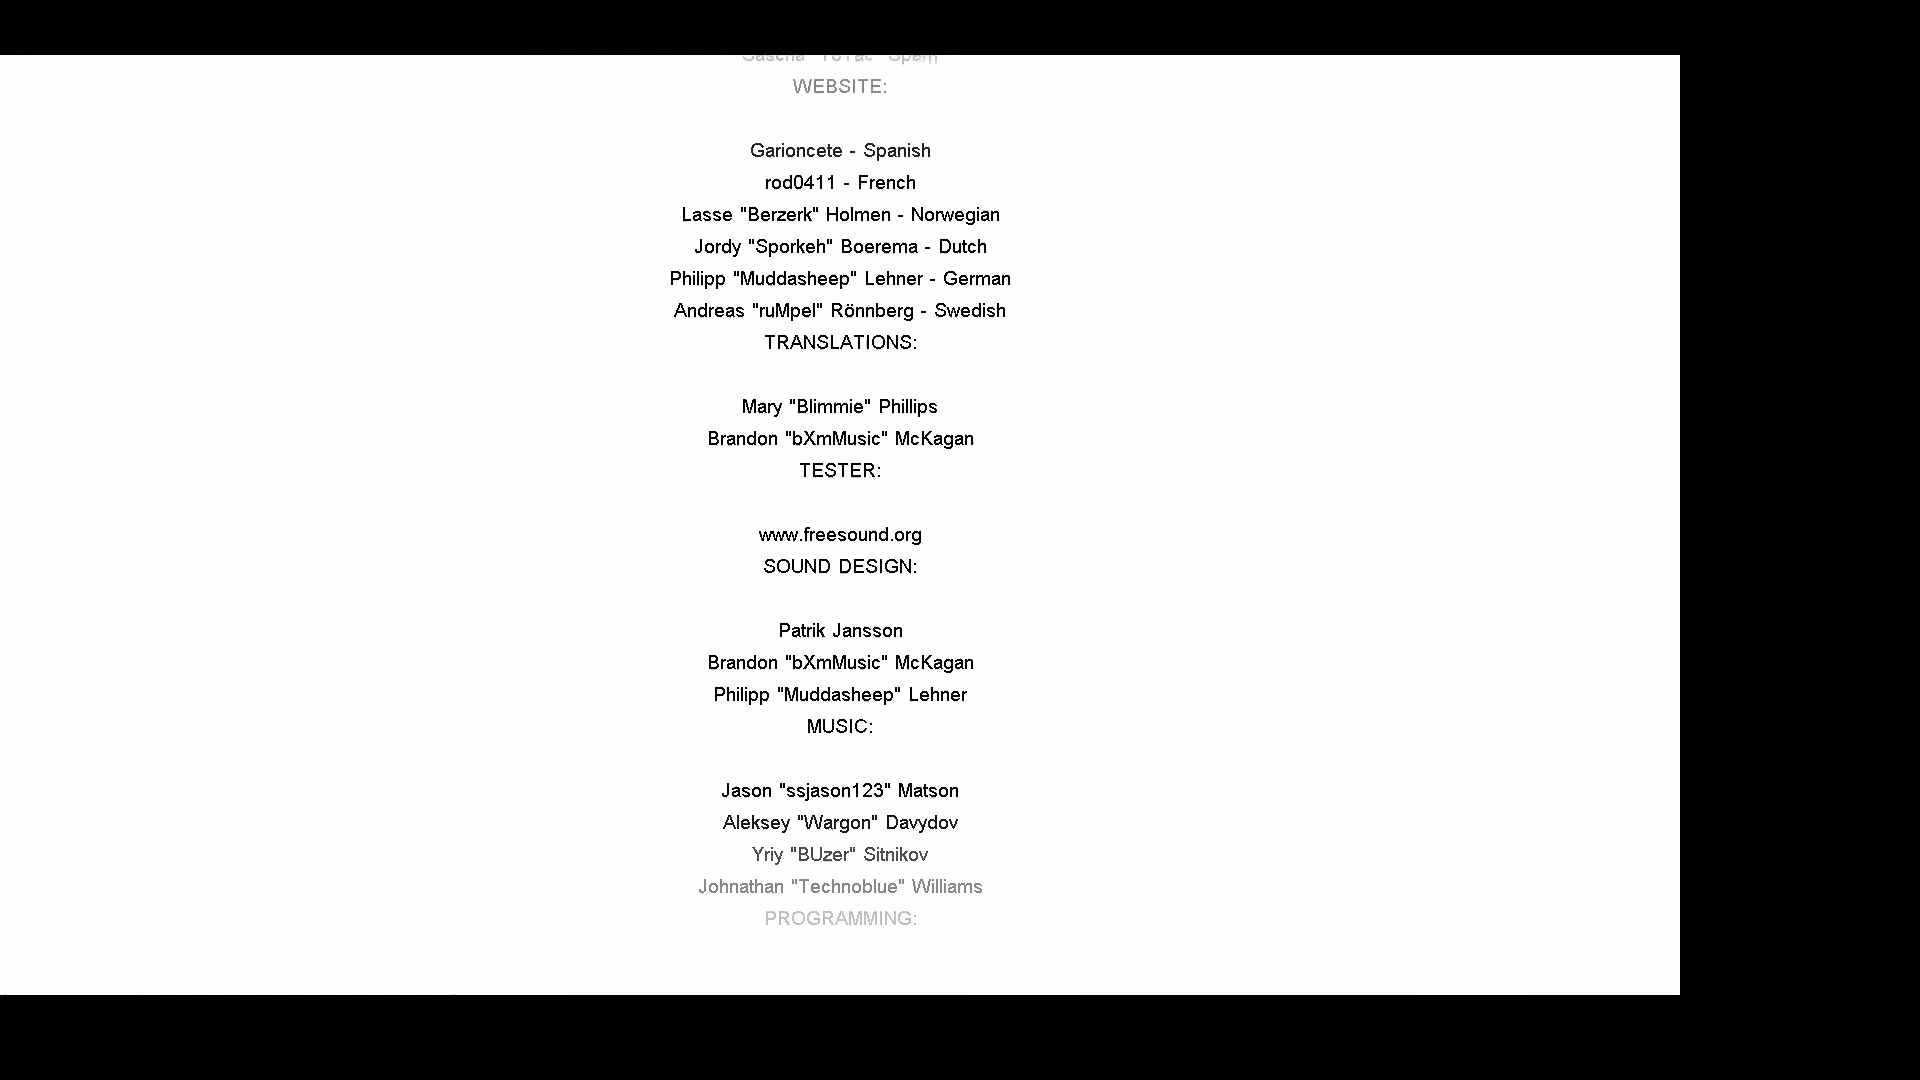 WEBSITE:
Garioncete - Spanish
rod0411 - French
Lasse "Berzerk" Holmen - Norwegian
Jordy "Sporkeh" Boerema - Dutch
Philipp "Muddasheep" Lehner - German
Andreas "ruMpel" Rönnberg - Swedish
TRANSLATIONS:
Mary "Blimmie" Phillips
Brandon "bXmMusic" McKagan
TESTER:
www.freesound.org
SOUND DESIGN:
Patrik Jansson
Brandon "bXmMusic" McKagan
Philipp "Muddasheep" Lehner
MUSIC:
Jason "ssjason123" Matson
Aleksey "Wargon" Davydov
Yriy "BUzer" Sitnikov
Johnathan "Technoblue" Williams
PROGRAMMING: